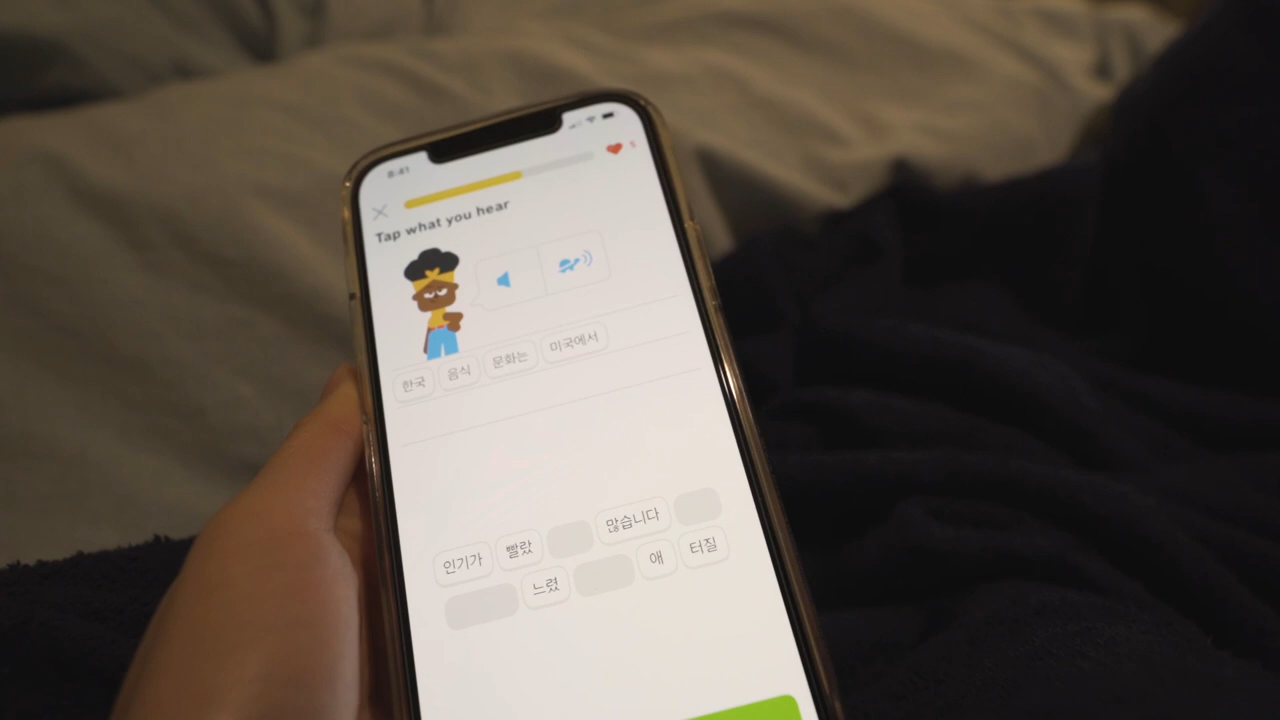 8:41
5
Tap what you hear
한국 음식 문화는 미국에서
인기가 빨랐 많습니다
느렸 애 터질